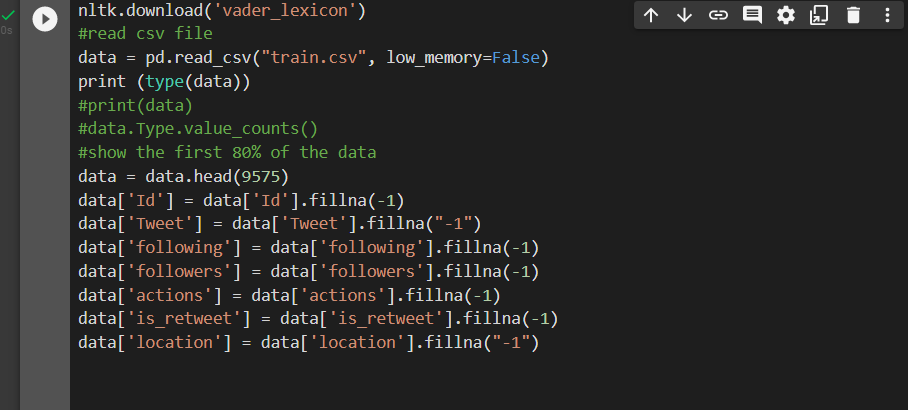 nltk.download('vader_lexicon')
0s
#read csv file
data = pd.read_csv("train.csv", low_memory=False)
print (type(data))
#print(data)
#data.Type.value_counts()
#show the first 80% of the data
data = data.head(9575)
data['Id'] = data['Id'].fillna(-1)
data['Tweet'] = data['Tweet'].fillna("-1")
data['following'] = data['following'].fillna(-1)
data['followers'] = data['followers'].fillna(-1)
data['actions'] = data['actions'].fillna(-1)
data['is_retweet'] = data['is_retweet'].fillna(-1)
data['location'] = data['location'].fillna("-1")